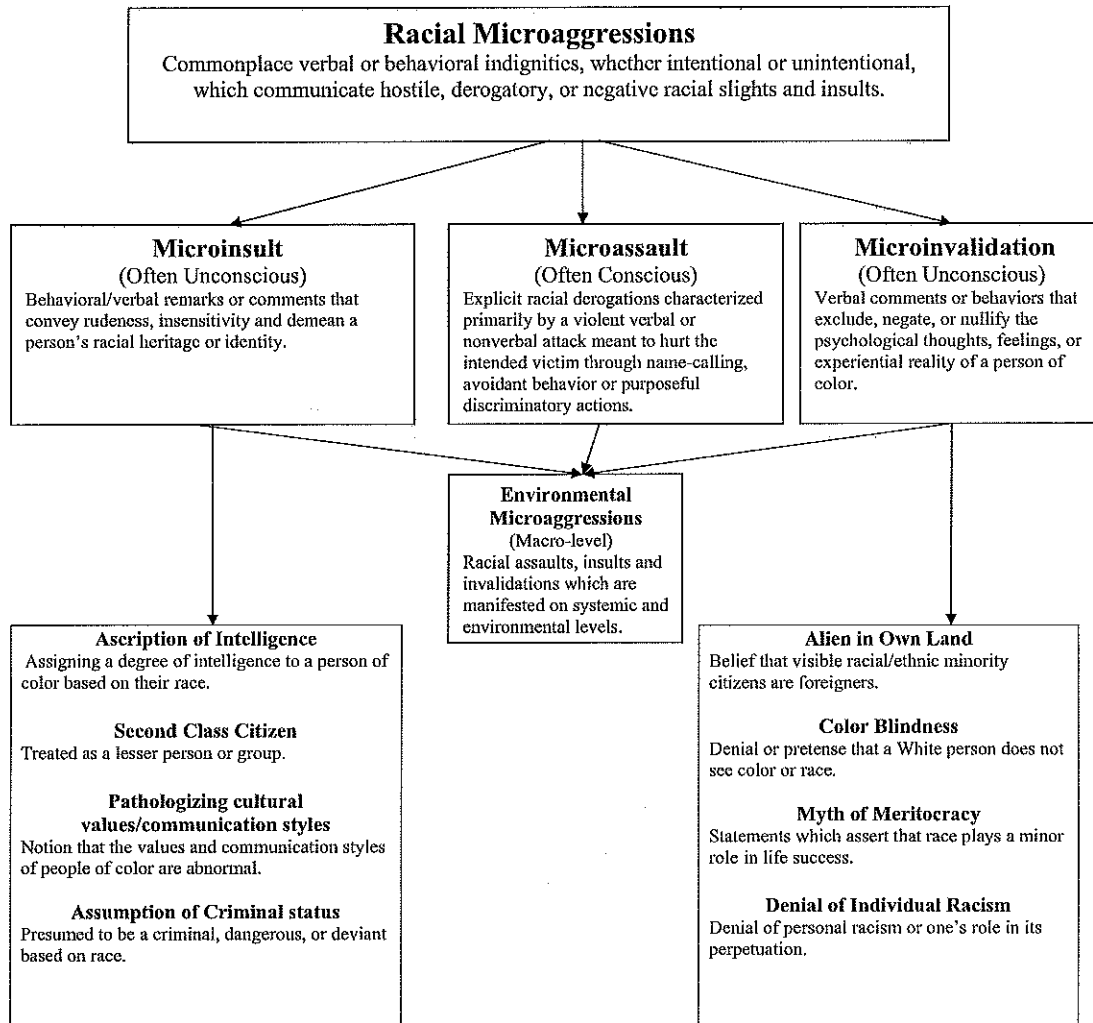 Racial Microaggressions
Commonplace verbal or behavioral indignities, whether intentional or unintentional,
which communicate hostile, derogatory, or negative racial slights and insults.
Microinsult
(Often Unconscious)
Behavioral/verbal remarks or comments that
convey rudeness, insensitivity and demean a
person's racial heritage or identity.
Microassault
(Often Conscious)
Explicit racial derogations characterized
primarily by a violent verbal or
nonverbal attack meant to hurt the
intended victim through name-calling,
avoidant behavior or purposeful
discriminatory actions.
Microinvalidation
(Often Unconscious)
Verbal comments or behaviors that
exclude, negate, or nullify the
psychological thoughts, feelings, or
experiential reality of a person of
color.
Environmental
Microaggressions
(Macro-level)
Racial assaults, insults and
invalidations which are
manifested on systemic and
environmental levels.
Ascription of Intelligence
Assigning a degree of intelligence to a person of
color based on their race.
Second Class Citizen
Treated as a lesser person or group.
Pathologizing cultural
values/communication styles
Notion that the values and communication styles
of people of color are abnormal.
Assumption of Criminal status
Presumed to be a criminal, dangerous, or deviant
based on race.
Alien in Own Land
Belief that visible racial/ethnic minority
citizens are foreigners.
Color Blindness
Denial or pretense that a White person does not
see color or race.
Myth of Meritocracy
Statements which assert that race plays a minor
role in life success.
Denial of Individual Racism
Denial of personal racism or one's role in its
perpetuation.